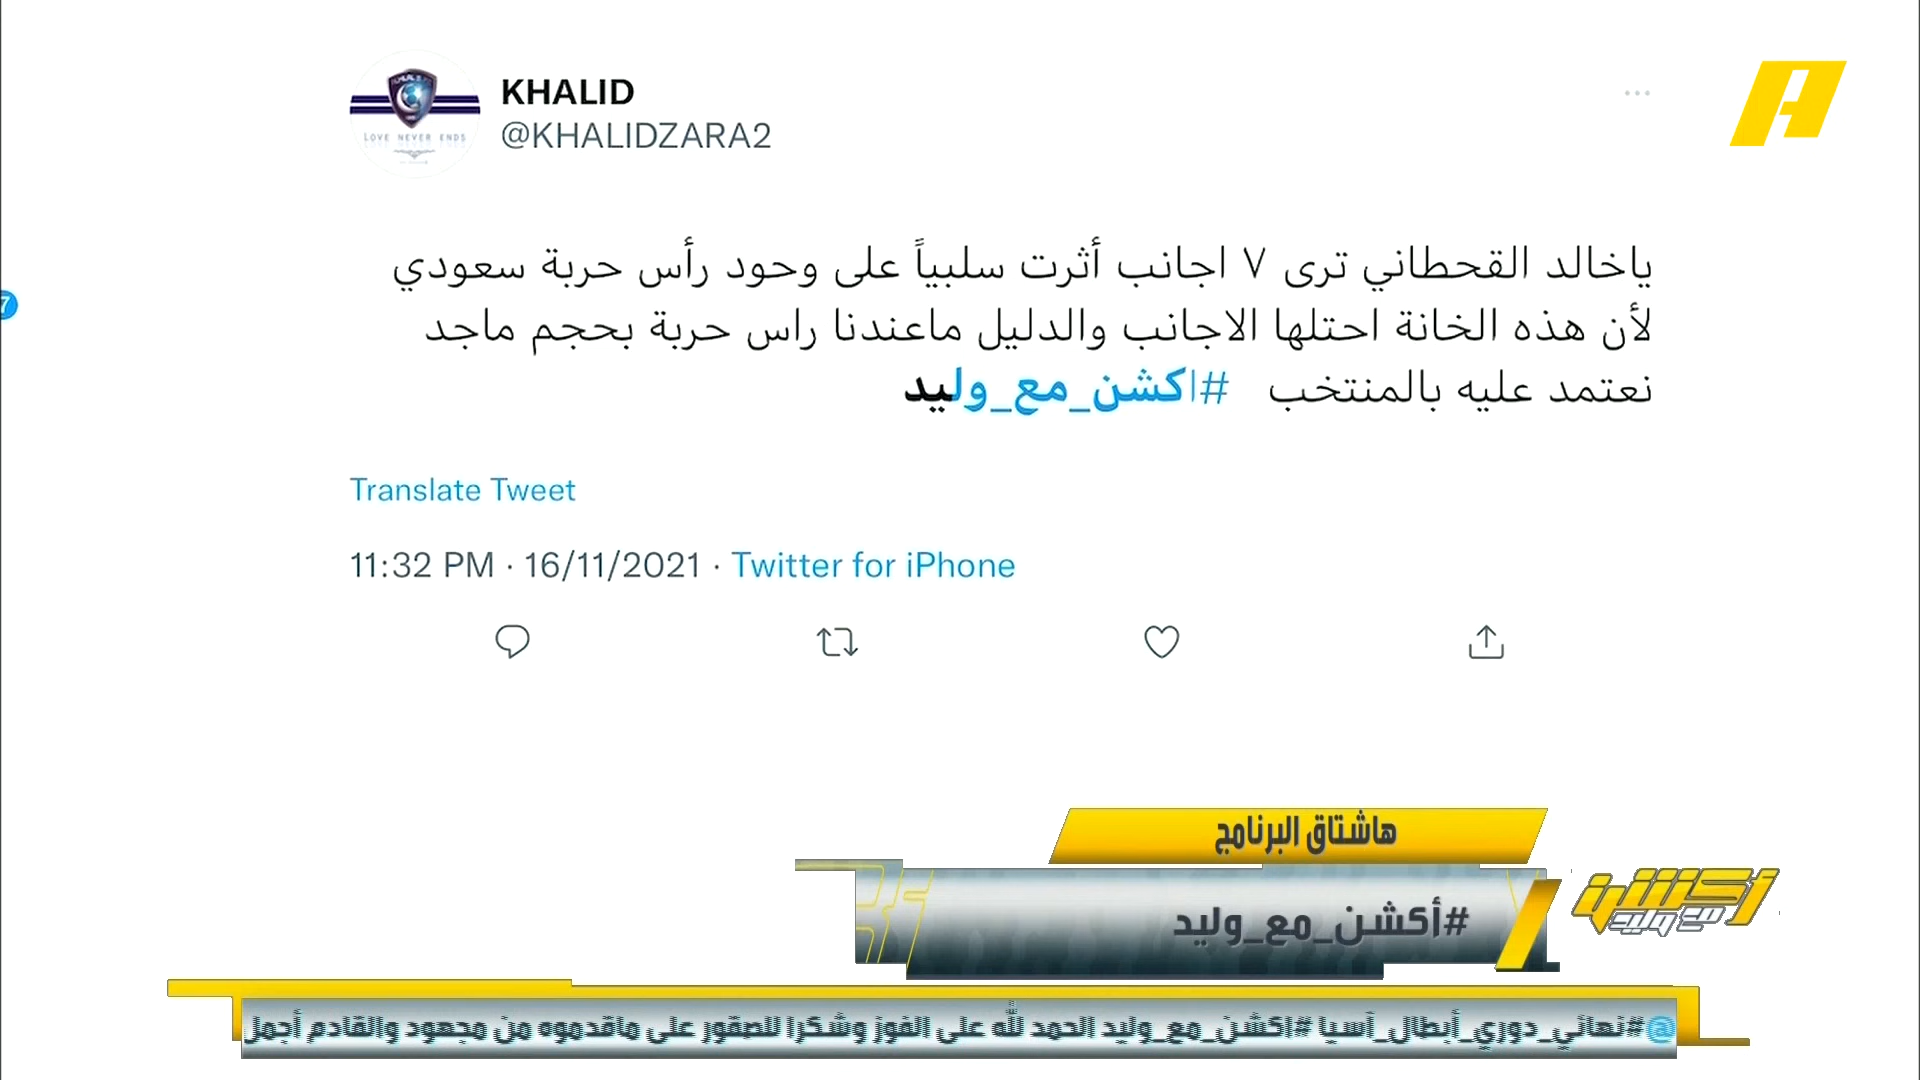 KHALID
@KHALIDZARA2
LOVE NEVER ENDS
ياخالد القحطاني ترى ٧ اجانب أثرت سلبياً على وحود رأس حربة سعودي
لأن هذه الخانة احتلها الاجانب والدليل ماعندنا راس حربة بحجم ماجد
نعتمد عليه بالمنتخب #اكشن_مع_وليد
Translate Tweet
11:32 PM · 16/11/2021 · Twitter for iPhone
هاشتاق البرنامج
#أكشن_مع_وليد
أكشن
مع وليد
@#نهائي_دوري_أبطال_آسيا #اكشن_مع_وليد الحمد لله على الفوز وشكرا للصقور على ماقدموه من مجهود والقادم أجمل